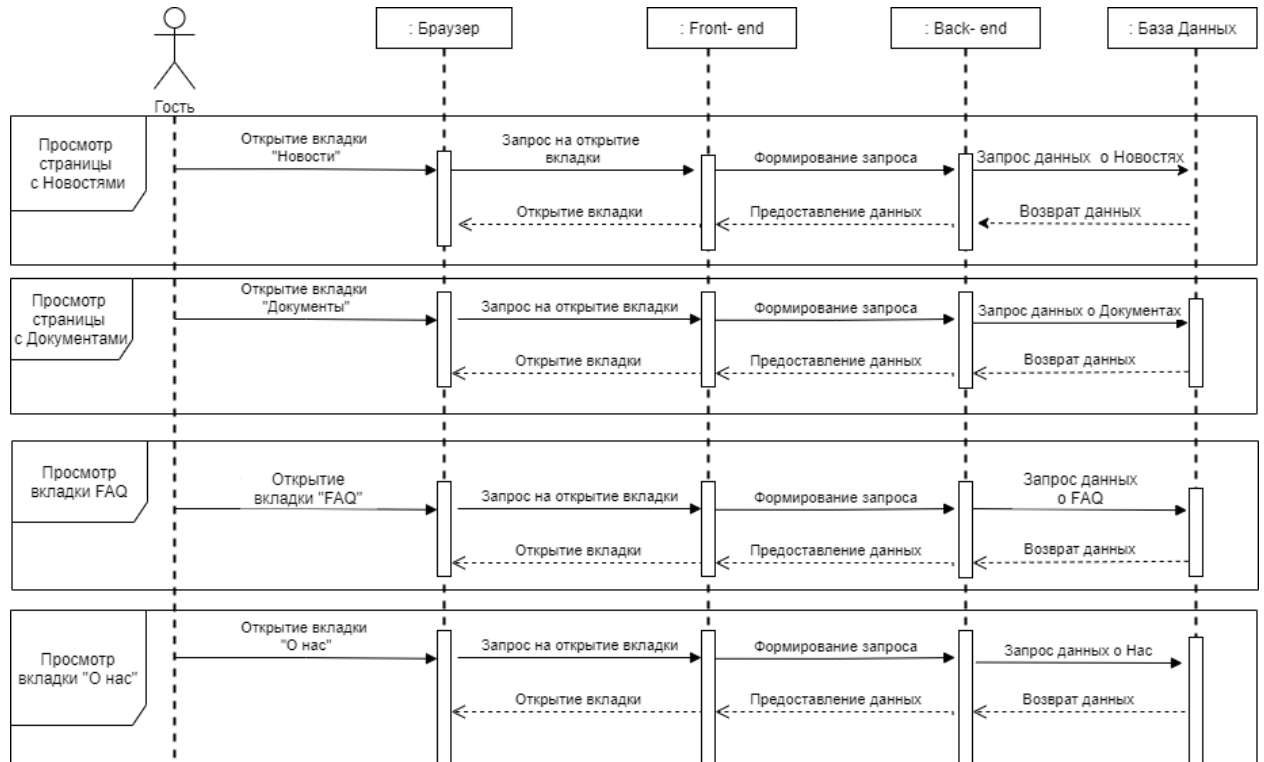 : Браузер
: Front- end
: Back- end
: База Данных
Гость
Просмотр
страницы
с Новостями
Открытие вкладки
"Новости"
Запрос на открытие
вкладки
Формирование запроса
Запрос данных о Новостях
Открытие вкладки
Предоставление данных
Возврат данных
Просмотр
страницы
с Документами
Открытие вкладки
"Документы"
Запрос на открытие вкладки
Формирование запроса
Запрос данных о Документах
Открытие вкладки
Предоставление данных
Возврат данных
Просмотр
вкладки FAQ
Открытие
вкладки "FAQ"
Запрос на открытие вкладки
Формирование запроса
Запрос данных
о FAQ
Открытие вкладки
Предоставление данных
Возврат данных
Просмотр
вкладки "О нас"
Открытие вкладки
"О нас"
Запрос на открытие вкладки
Формирование запроса
Запрос данных о Нас
Открытие вкладки
Предоставление данных
Возврат данных